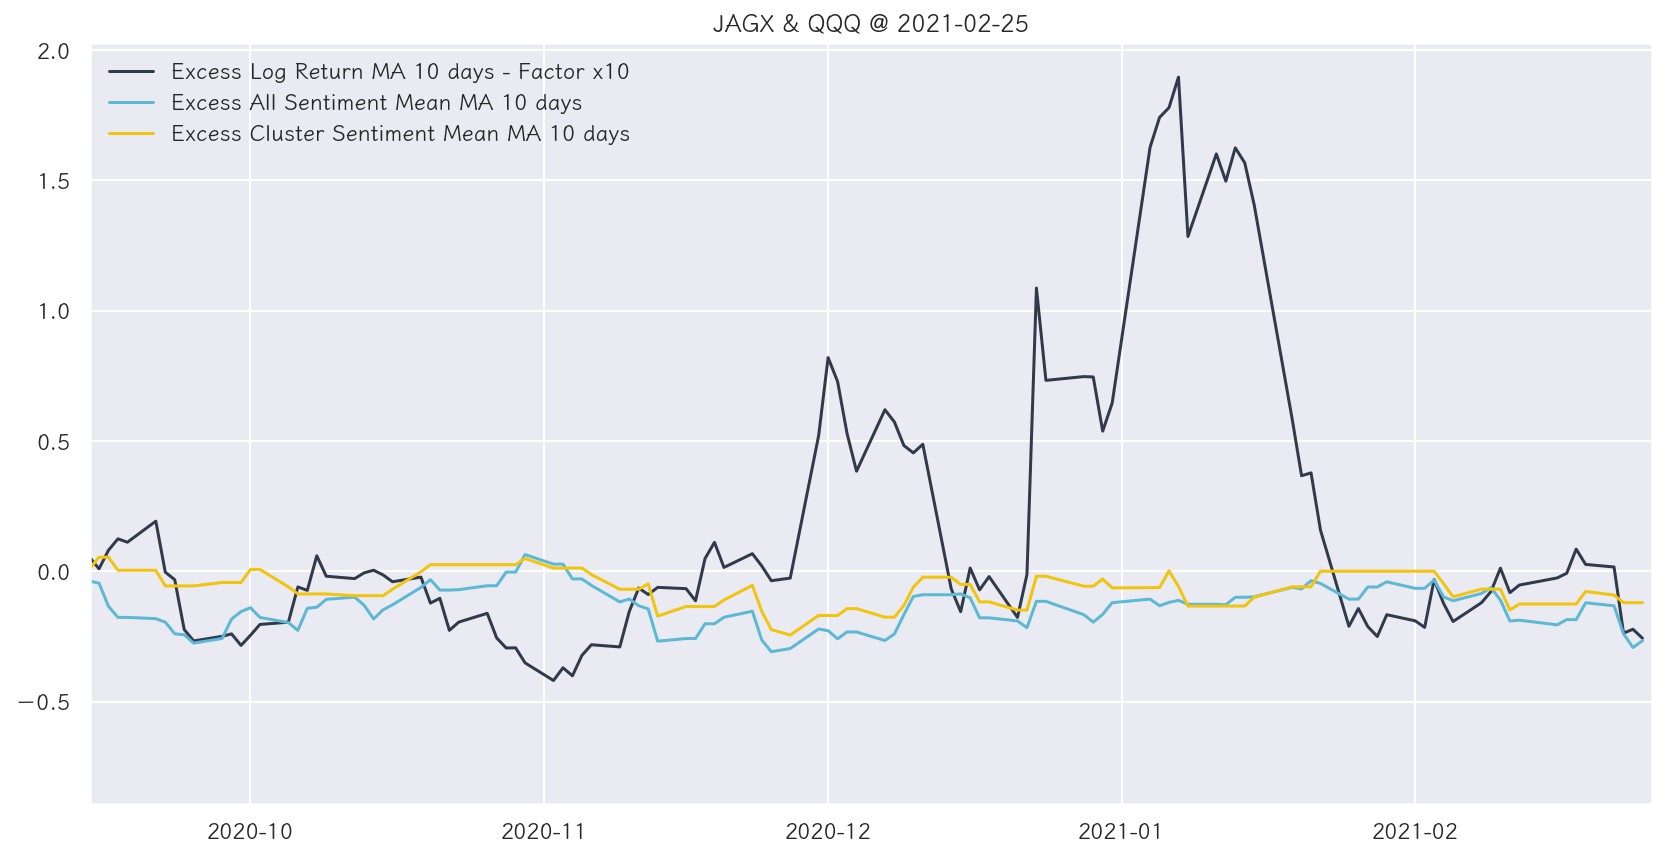 JAGX & QQQ @ 2021-02-25
2.0
1.5
1.0
0.5
0.0
−0.5
Excess Log Return MA 10 days - Factor x10
Excess All Sentiment Mean MA 10 days
Excess Cluster Sentiment Mean MA 10 days
2020-10
2020-11
2020-12
2021-01
2021-02